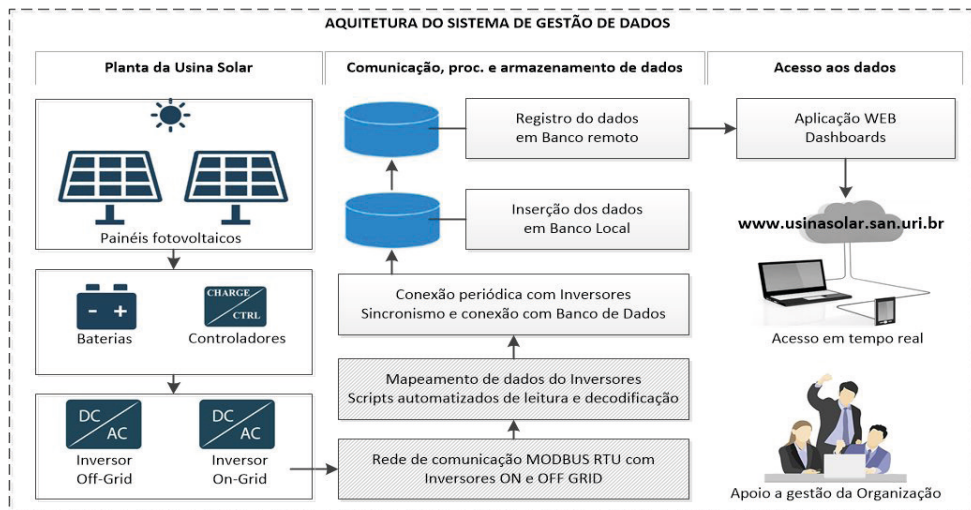 AQUITETURA DO SISTEMA DE GESTÃO DE DADOS
Planta da Usina Solar
Painéis fotovoltaicos
- +
CHARGE
CTRL
Baterias
Controladores
DC
AC
DC
AC
Inversor
Off-Grid
Inversor
On-Grid
Comunicação, proc. e armazenamento de dados
Registro do dados
em Banco remoto
Inserção dos dados
em Banco Local
Conexão periódica com Inversores
Sincronismo e conexão com Banco de Dados
Mapeamento de dados do Inversores
Scripts automatizados de leitura e decodificação
Rede de comunicação MODBUS RTU com
Inversores ON e OFF GRID
Acesso aos dados
Aplicação WEB
Dashboards
www.usinasolar.san.uri.br
Acesso em tempo real
Apoio a gestão da Organização